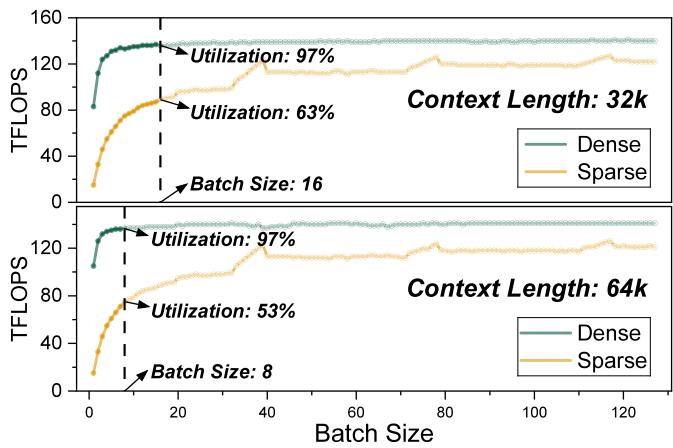 160
120
80
40
0
TFLOPS
Utilization: 97%
Utilization: 63%
Context Length: 32k
Dense
Sparse
Batch Size: 16
120
80
40
0
TFLOPS
Utilization: 97%
Utilization: 53%
Context Length: 64k
Dense
Sparse
Batch Size: 8
0 20 40 60 80 100 120
Batch Size